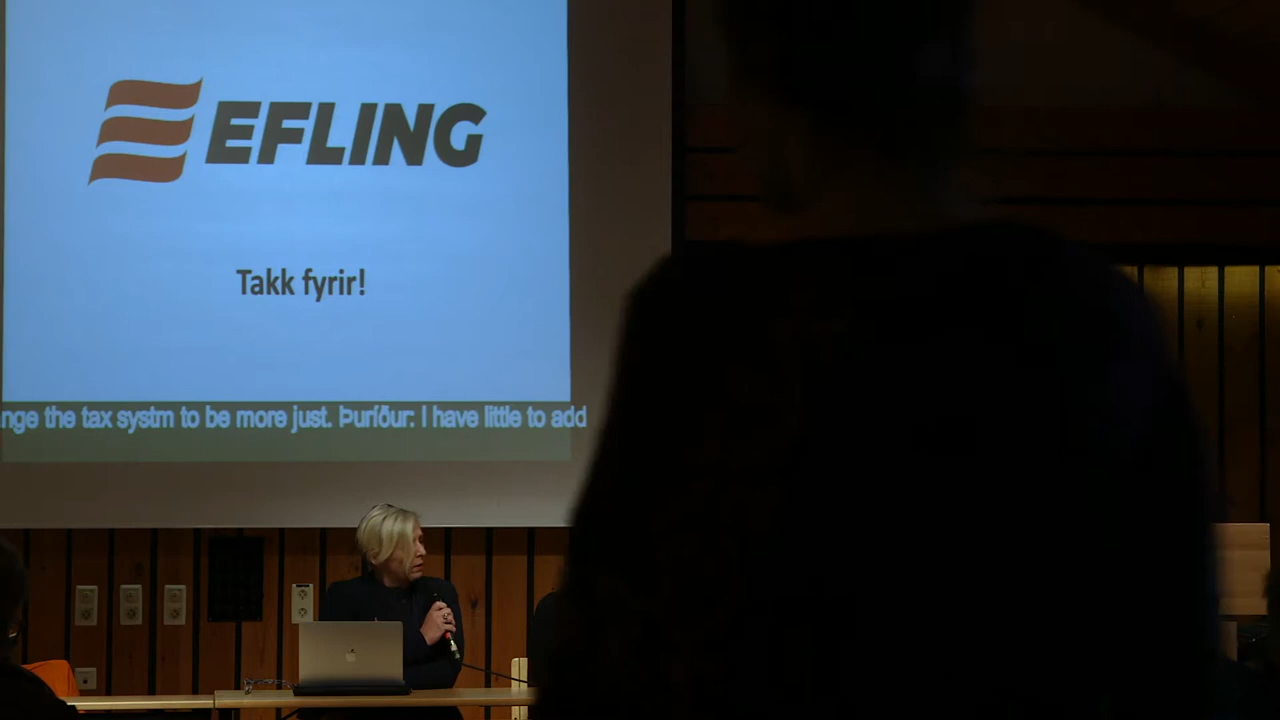 EFLING
Takk fyrir!
nge the tax systm to be more just. Þuríður: I have little to add